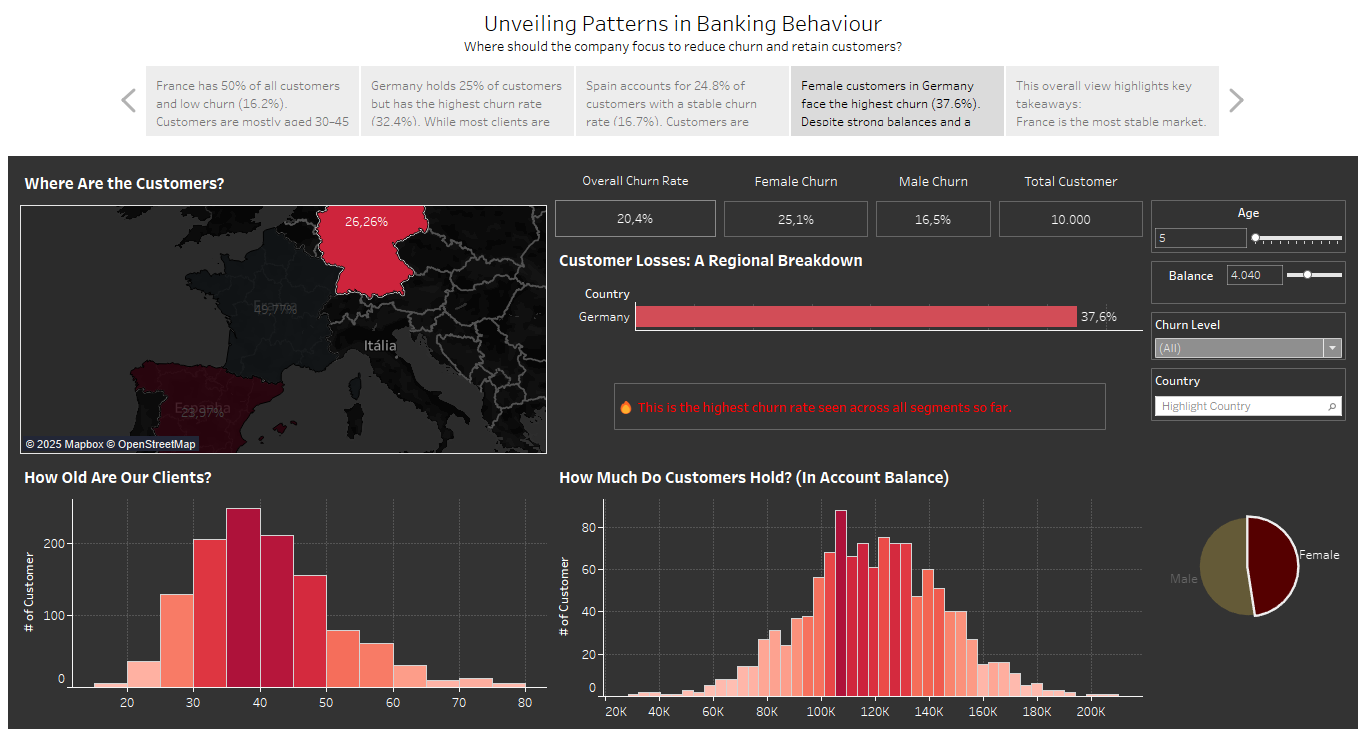 Unveiling Patterns in Banking Behaviour
Where should the company focus to reduce churn and retain customers?
France has 50% of all customers
and low churn (16.2%).
Customers are mostly aged 30–45
Germany holds 25% of customers
but has the highest churn rate
(32.4%). While most clients are
Spain accounts for 24.8% of
customers with a stable churn
rate (16.7%). Customers are
Female customers in Germany
face the highest churn (37.6%).
Despite strong balances and a
This overall view highlights key
takeaways:
France is the most stable market.
Where Are the Customers?
26,26%
49,77%
Itália
Espanha
23,97%
© 2025 Mapbox © OpenStreetMap
Overall Churn Rate
20,4%
Female Churn
25,1%
Male Churn
16,5%
Total Customer
10.000
Customer Losses: A Regional Breakdown
Country
Germany
37,6%
🔥 This is the highest churn rate seen across all segments so far.
Age
5
Balance
4.040
Churn Level
(All)
Country
Highlight Country
How Old Are Our Clients?
# of Customer
200
100
0
20 30 40 50 60 70 80
How Much Do Customers Hold? (In Account Balance)
# of Customer
80
60
40
20
0
20K 40K 60K 80K 100K 120K 140K 160K 180K 200K
Female
Male